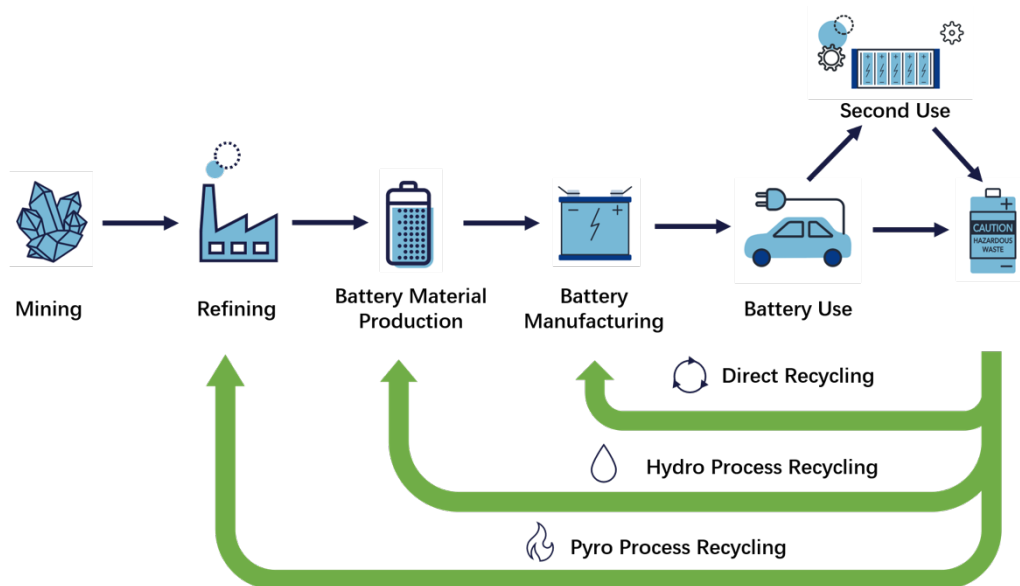 Second Use
CAUTION
HAZARDOUS
WASTE
Mining
Refining
Battery Material
Production
Battery
Manufacturing
Battery Use
Direct Recycling
Hydro Process Recycling
Pyro Process Recycling